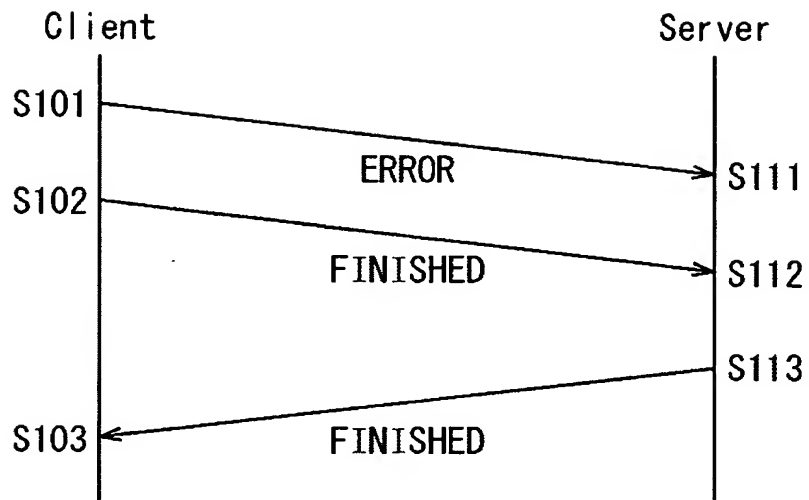 Client
Server
S101
ERROR
S111
S102
FINISHED
S112
S113
S103
FINISHED